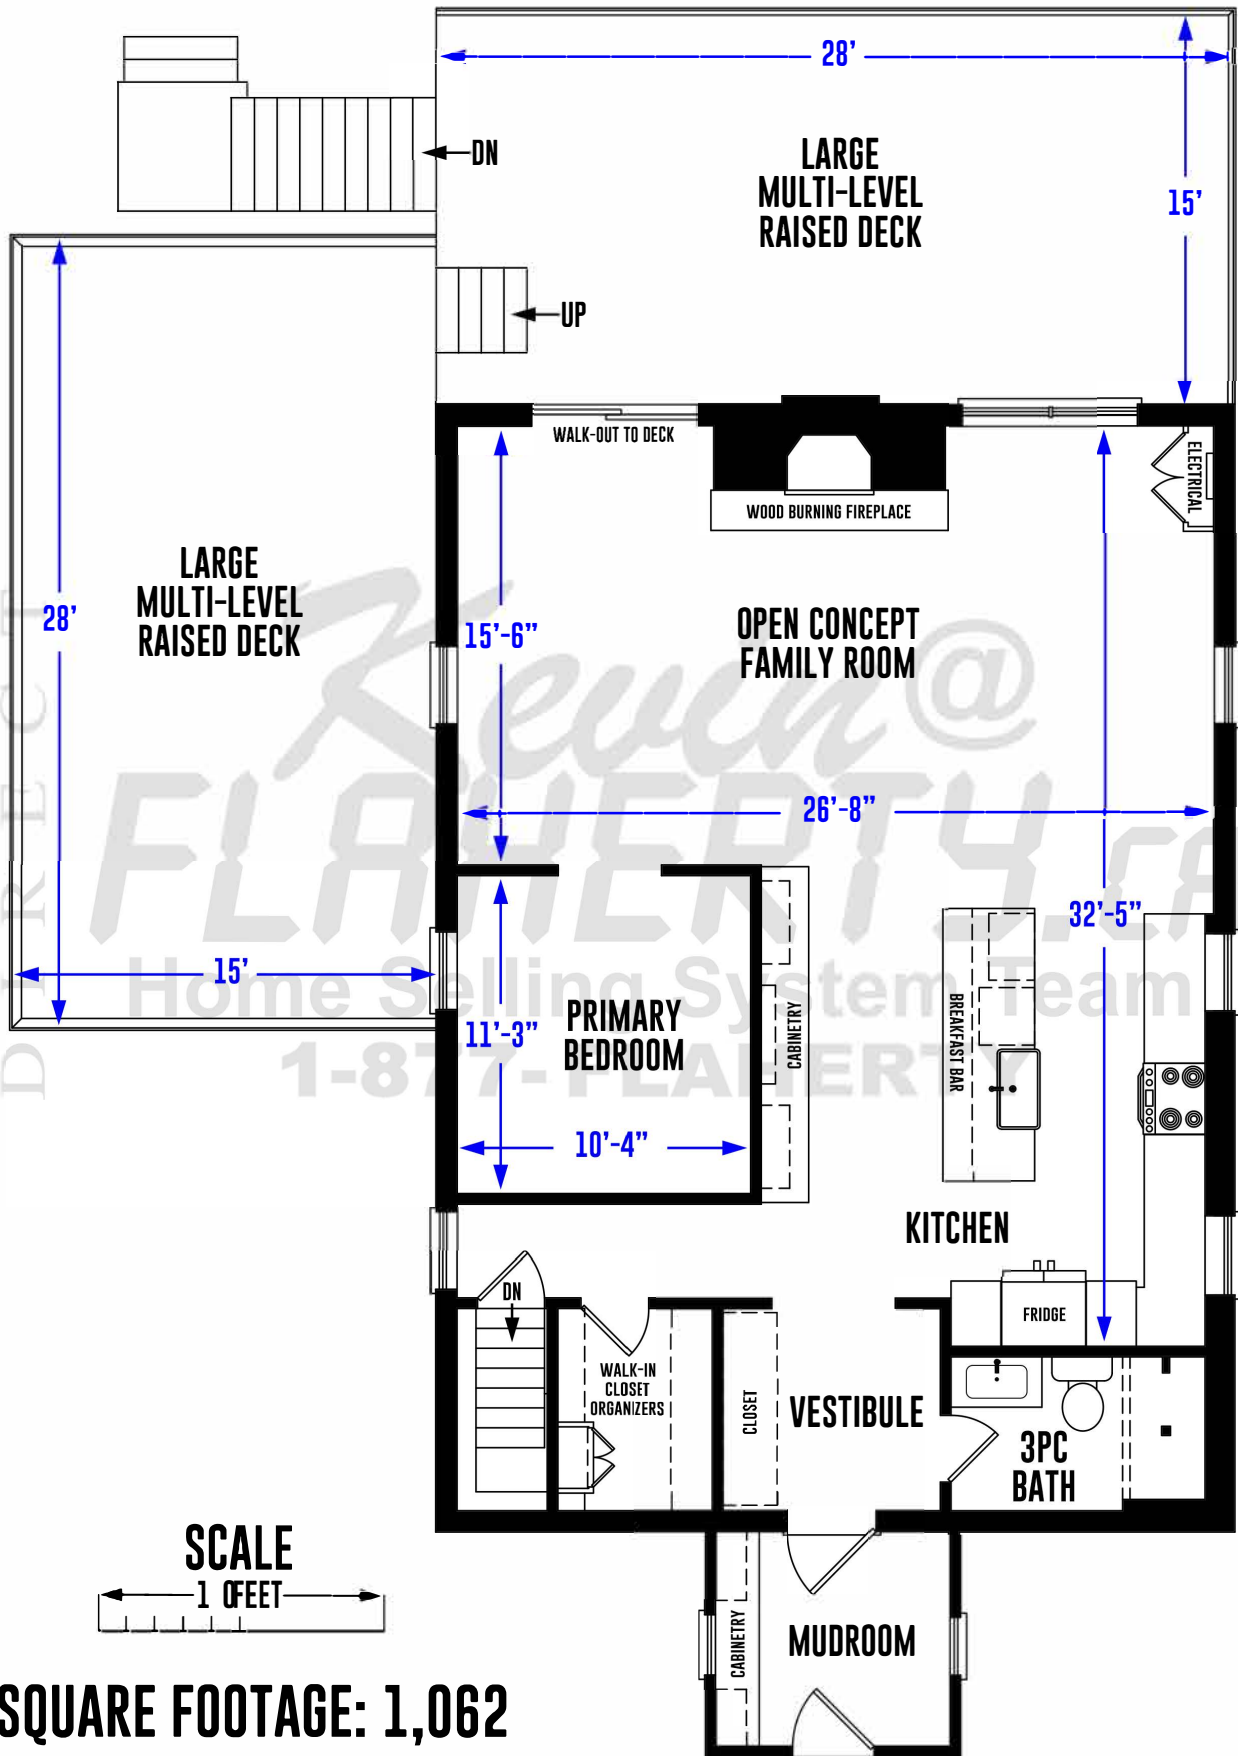 28'
DN
LARGE
MULTI-LEVEL
RAISED DECK
15'
UP
WALK-OUT TO DECK
ELECTRICAL
WOOD BURNING FIREPLACE
LARGE
MULTI-LEVEL
RAISED DECK
28'
15'-6"
OPEN CONCEPT
FAMILY ROOM
Kevin@
FLAHERTY.ca
Home Selling System Team
1-877-FLAHERTY
DIRECT
26'-8"
32'-5"
15'
11'-3"
PRIMARY
BEDROOM
CABINETRY
BREAKFAST BAR
10'-4"
KITCHEN
DN
FRIDGE
WALK-IN
CLOSET
ORGANIZERS
CLOSET
VESTIBULE
3PC
BATH
SCALE
1 0FEET
CABINETRY
MUDROOM
SQUARE FOOTAGE: 1,062